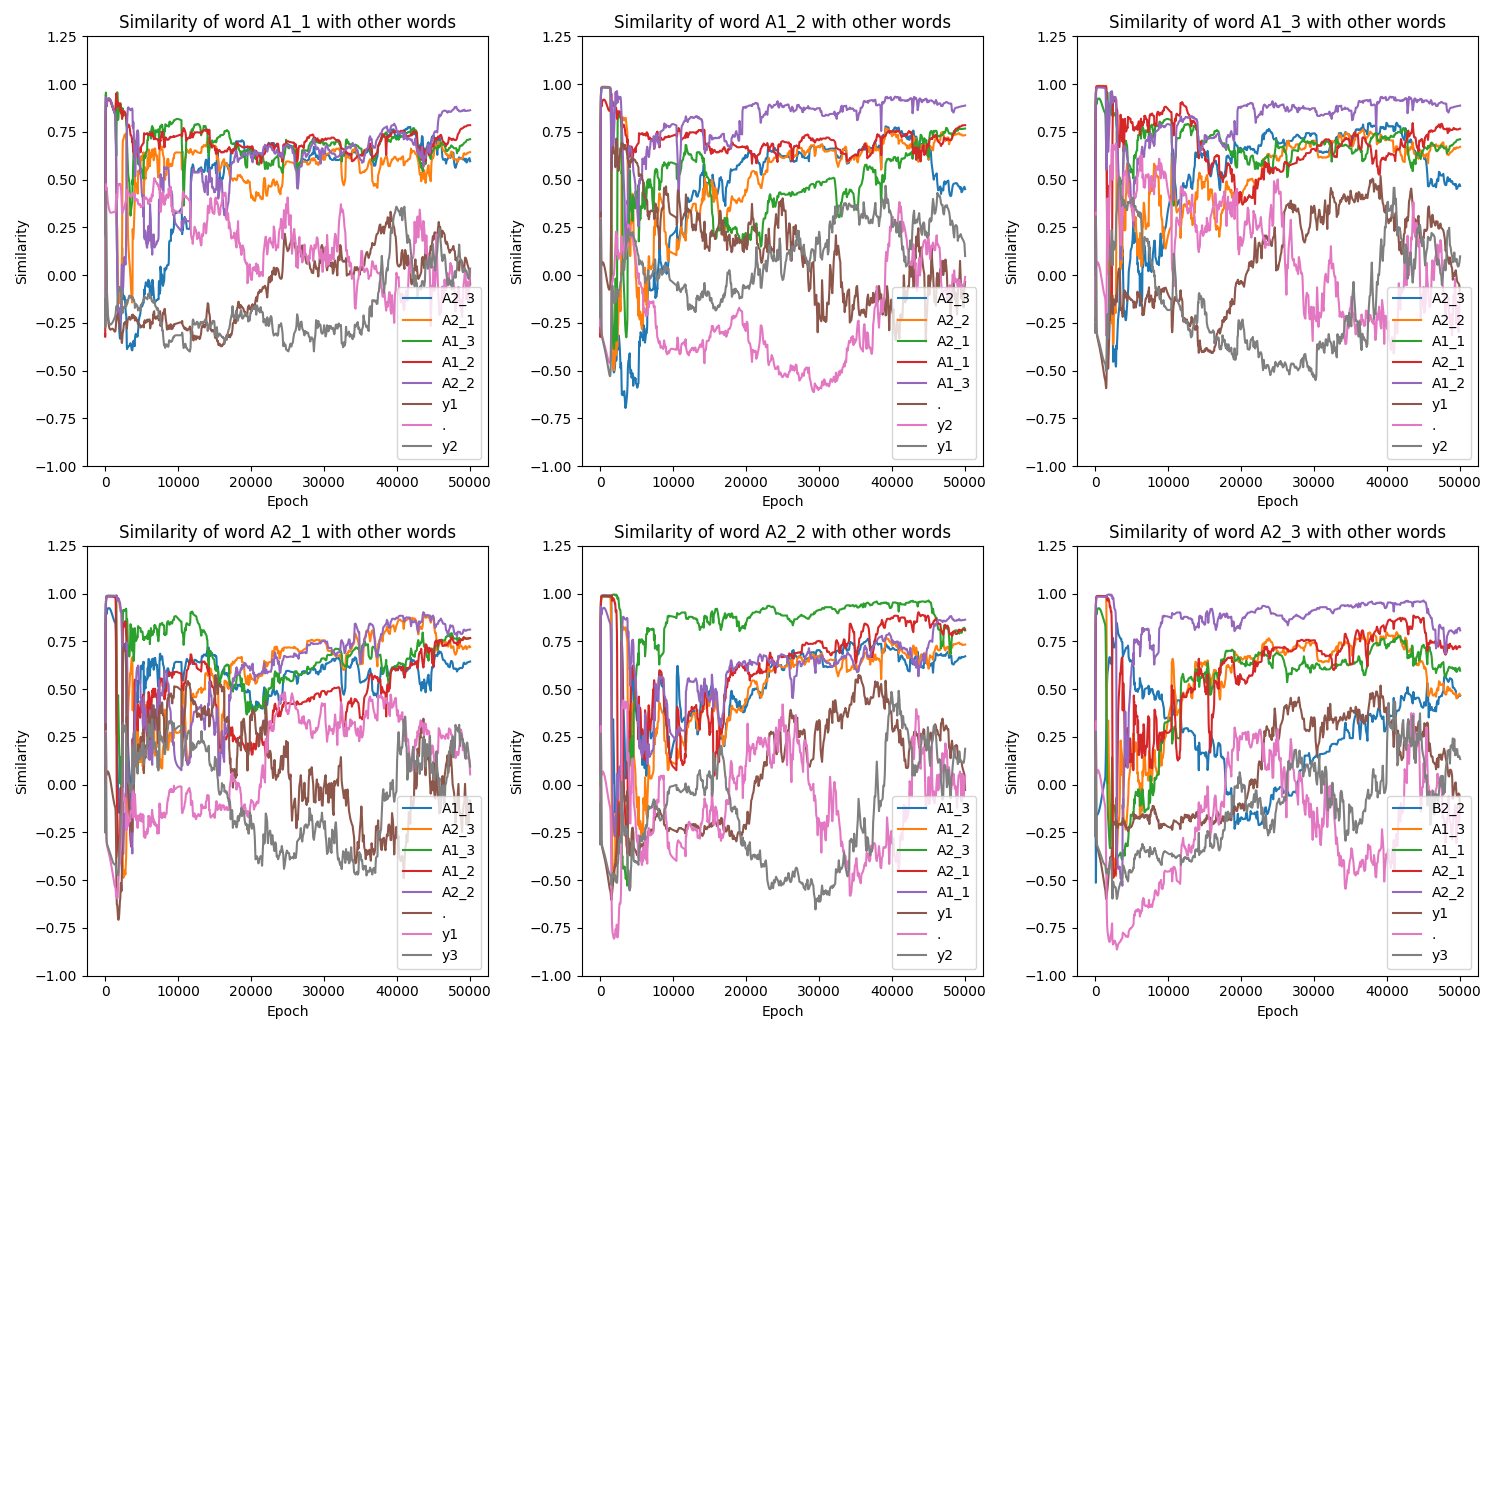 Similarity of word A1_1 with other words
1.25
1.00
0.75
0.50
0.25
0.00
−0.25
−0.50
−0.75
−1.00
Similarity
0
10000
20000
30000
40000
50000
Epoch
A2_3
A2_1
A1_3
A1_2
A2_2
y1
.
y2
Similarity of word A1_2 with other words
1.25
1.00
0.75
0.50
0.25
0.00
−0.25
−0.50
−0.75
−1.00
Similarity
0
10000
20000
30000
40000
50000
Epoch
A2_3
A2_2
A2_1
A1_1
A1_3
.
y2
y1
Similarity of word A1_3 with other words
1.25
1.00
0.75
0.50
0.25
0.00
−0.25
−0.50
−0.75
−1.00
Similarity
0
10000
20000
30000
40000
50000
Epoch
A2_3
A2_2
A1_1
A2_1
A1_2
y1
.
y2
Similarity of word A2_1 with other words
1.25
1.00
0.75
0.50
0.25
0.00
−0.25
−0.50
−0.75
−1.00
Similarity
0
10000
20000
30000
40000
50000
Epoch
A1_1
A2_3
A1_3
A1_2
A2_2
.
y1
y3
Similarity of word A2_2 with other words
1.25
1.00
0.75
0.50
0.25
0.00
−0.25
−0.50
−0.75
−1.00
Similarity
0
10000
20000
30000
40000
50000
Epoch
A1_3
A1_2
A2_3
A2_1
A1_1
y1
.
y2
Similarity of word A2_3 with other words
1.25
1.00
0.75
0.50
0.25
0.00
−0.25
−0.50
−0.75
−1.00
Similarity
0
10000
20000
30000
40000
50000
Epoch
B2_2
A1_3
A1_1
A2_1
A2_2
y1
.
y3